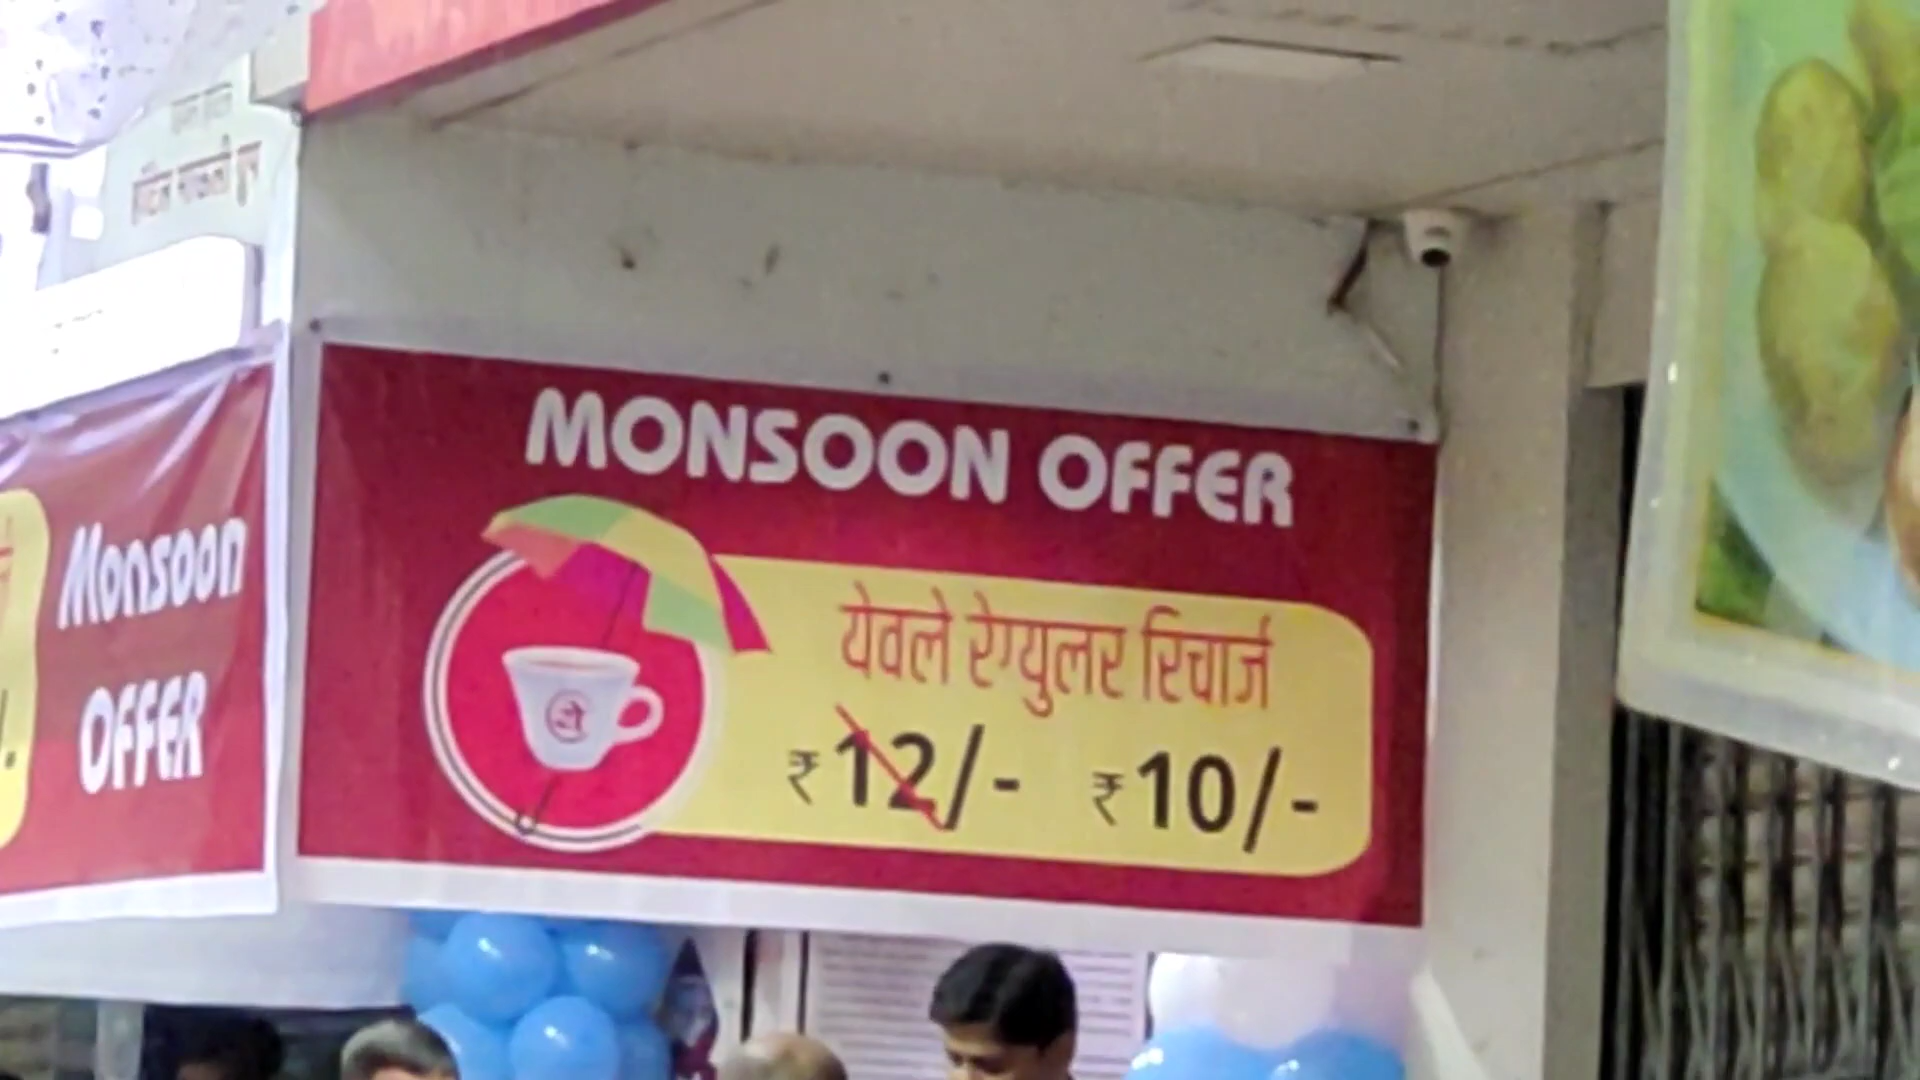 MONSOON OFFER
येवले रेग्युलर रिचार्ज
₹12/- ₹10/-
ये
Monsoon
OFFER